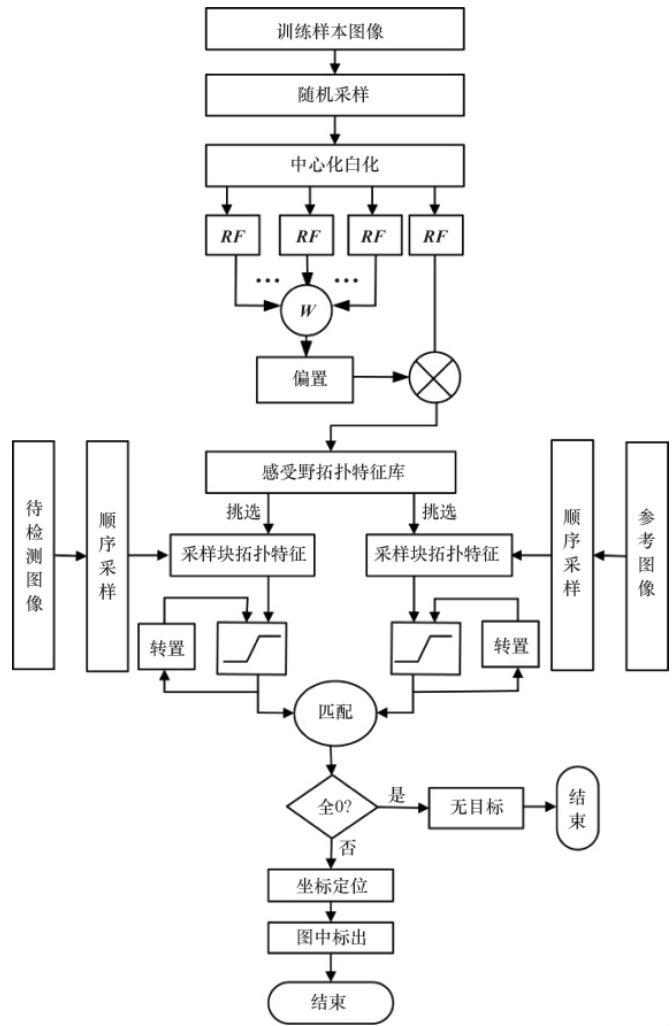 训练样本图像
随机采样
中心化白化
RF RF RF RF
… …
W
偏置
感受野拓扑特征库
挑选 挑选
待检测图像
顺序采样
采样块拓扑特征
采样块拓扑特征
顺序采样
参考图像
转置
转置
匹配
全0?
是
无目标
结束
否
坐标定位
图中标出
结束